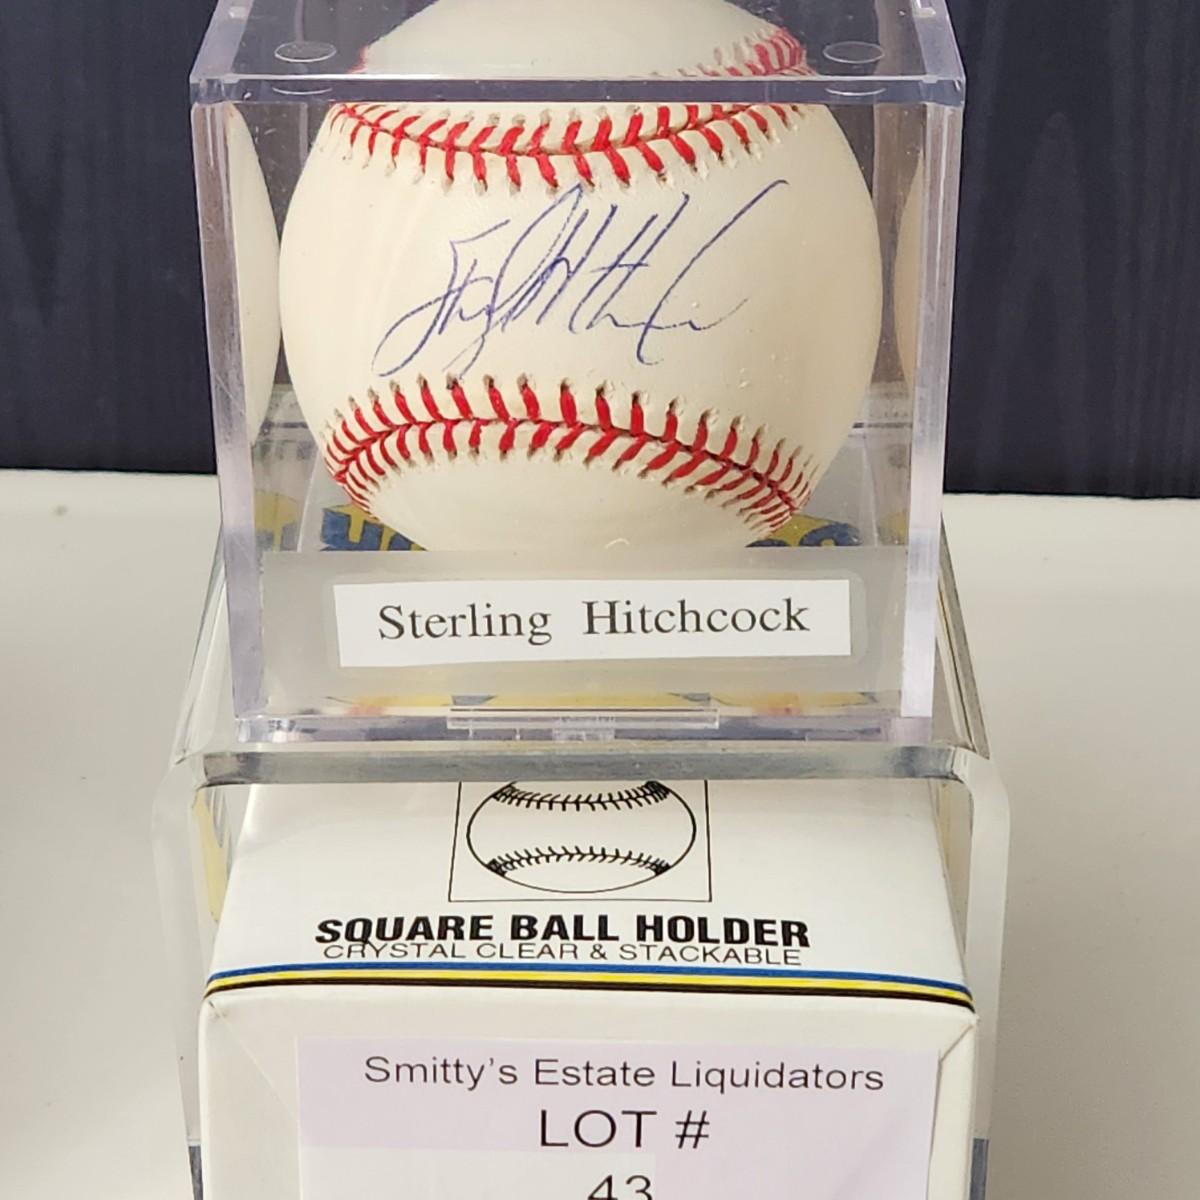 Sterling Hitchcock
SQUARE BALL HOLDER
CRYSTAL CLEAR & STACKABLE
Smitty's Estate Liquidators
LOT #
43